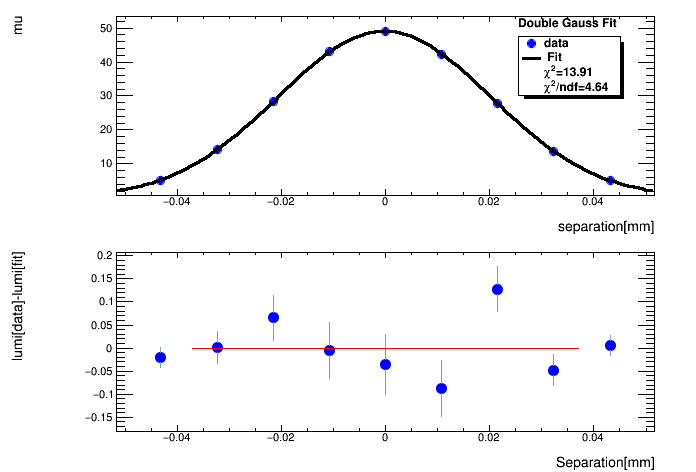 mu
Double Gauss Fit
data
Fit
χ²=13.91
χ²/ndf=4.64
50
40
30
20
10
−0.04 −0.02 0 0.02 0.04
separation[mm]
lumi[data]-lumi[fit]
0.2
0.15
0.1
0.05
0
−0.05
−0.1
−0.15
−0.04 −0.02 0 0.02 0.04
Separation[mm]